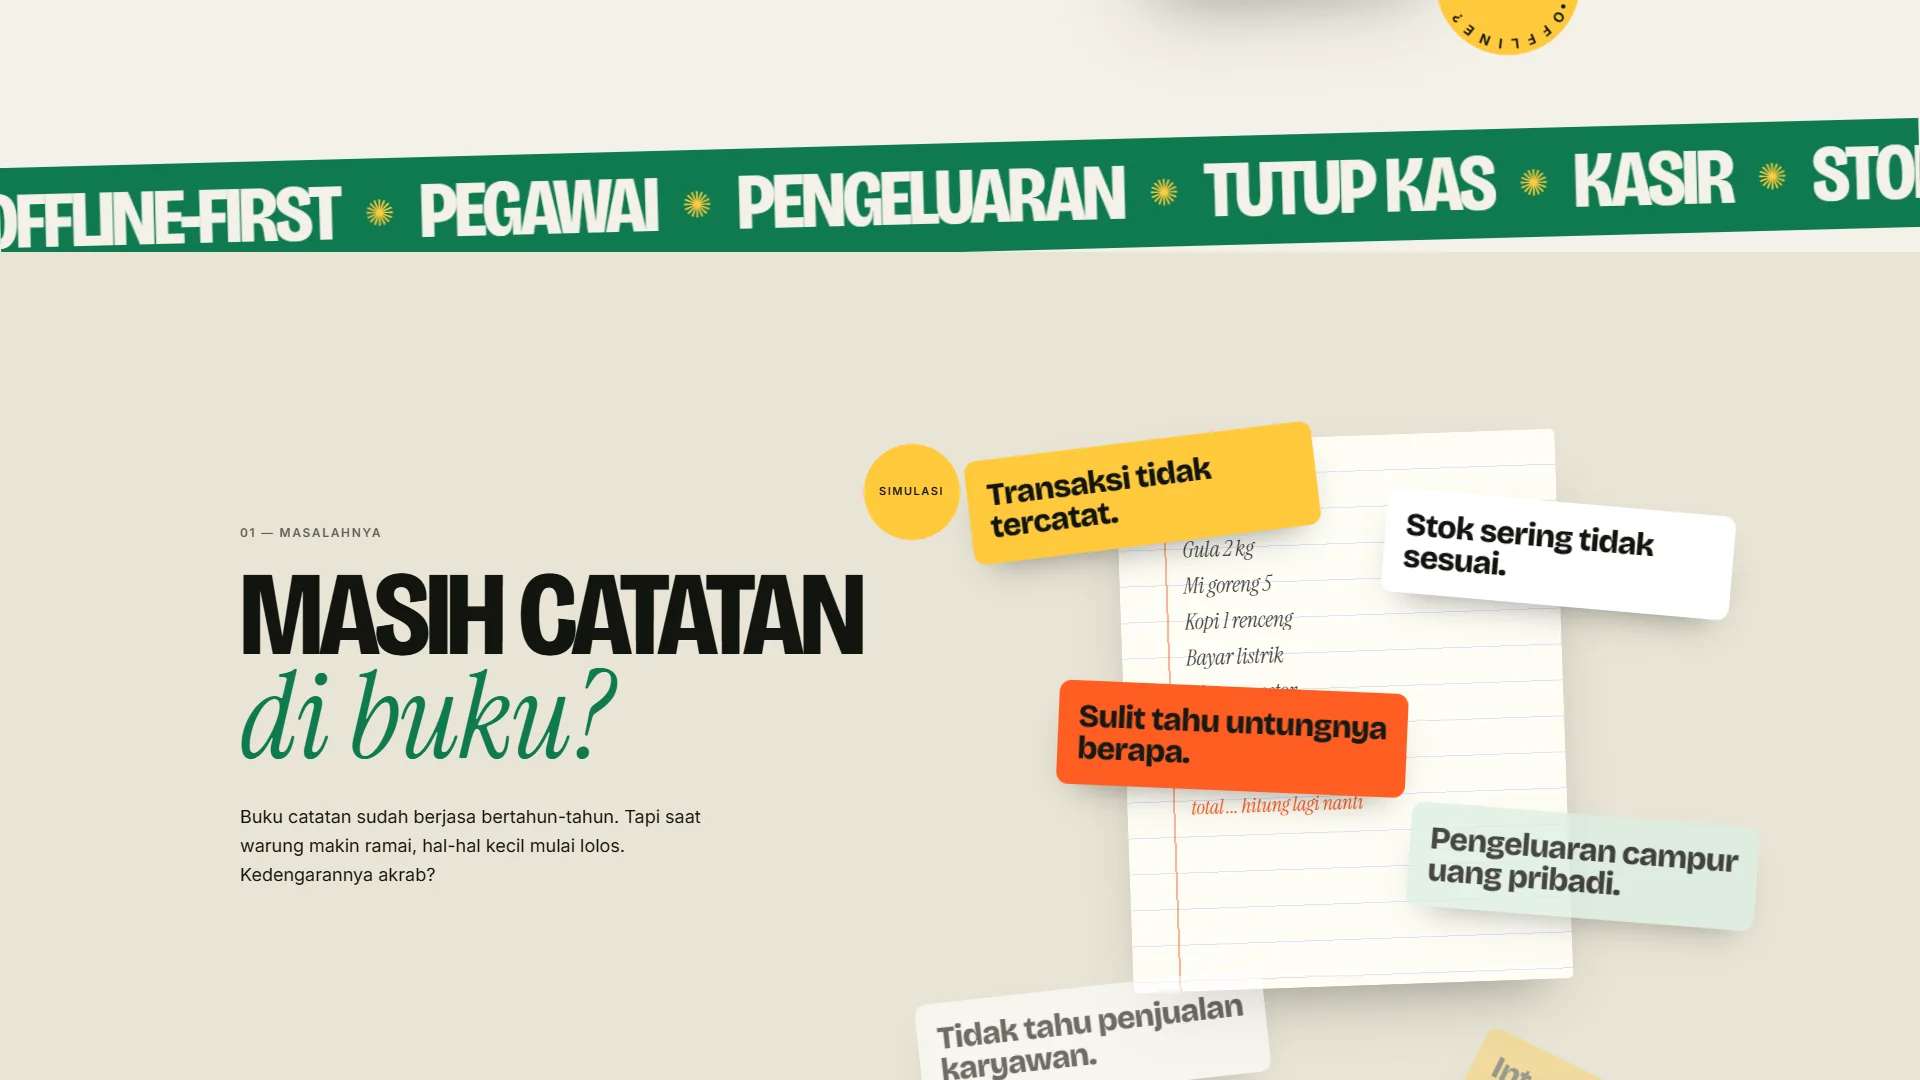 OFFLINE?
OFFLINE-FIRST PEGAWAI PENGELUARAN TUTUP KAS KASIR
SIMULASI
01 — MASALAHNYA
MASIH CATATAN
di buku?
Buku catatan sudah berjasa bertahun-tahun. Tapi saat
warung makin ramai, hal-hal kecil mulai lolos.
Kedengarannya akrab?
Transaksi tidak
tercatat.
Stok sering tidak
sesuai.
Gula 2 kg
Mi goreng 5
Kopi 1 renceng
Bayar listrik
Sulit tahu untungnya
berapa.
total ... hitung lagi nanti
Pengeluaran campur
uang pribadi.
Tidak tahu penjualan
karyawan.